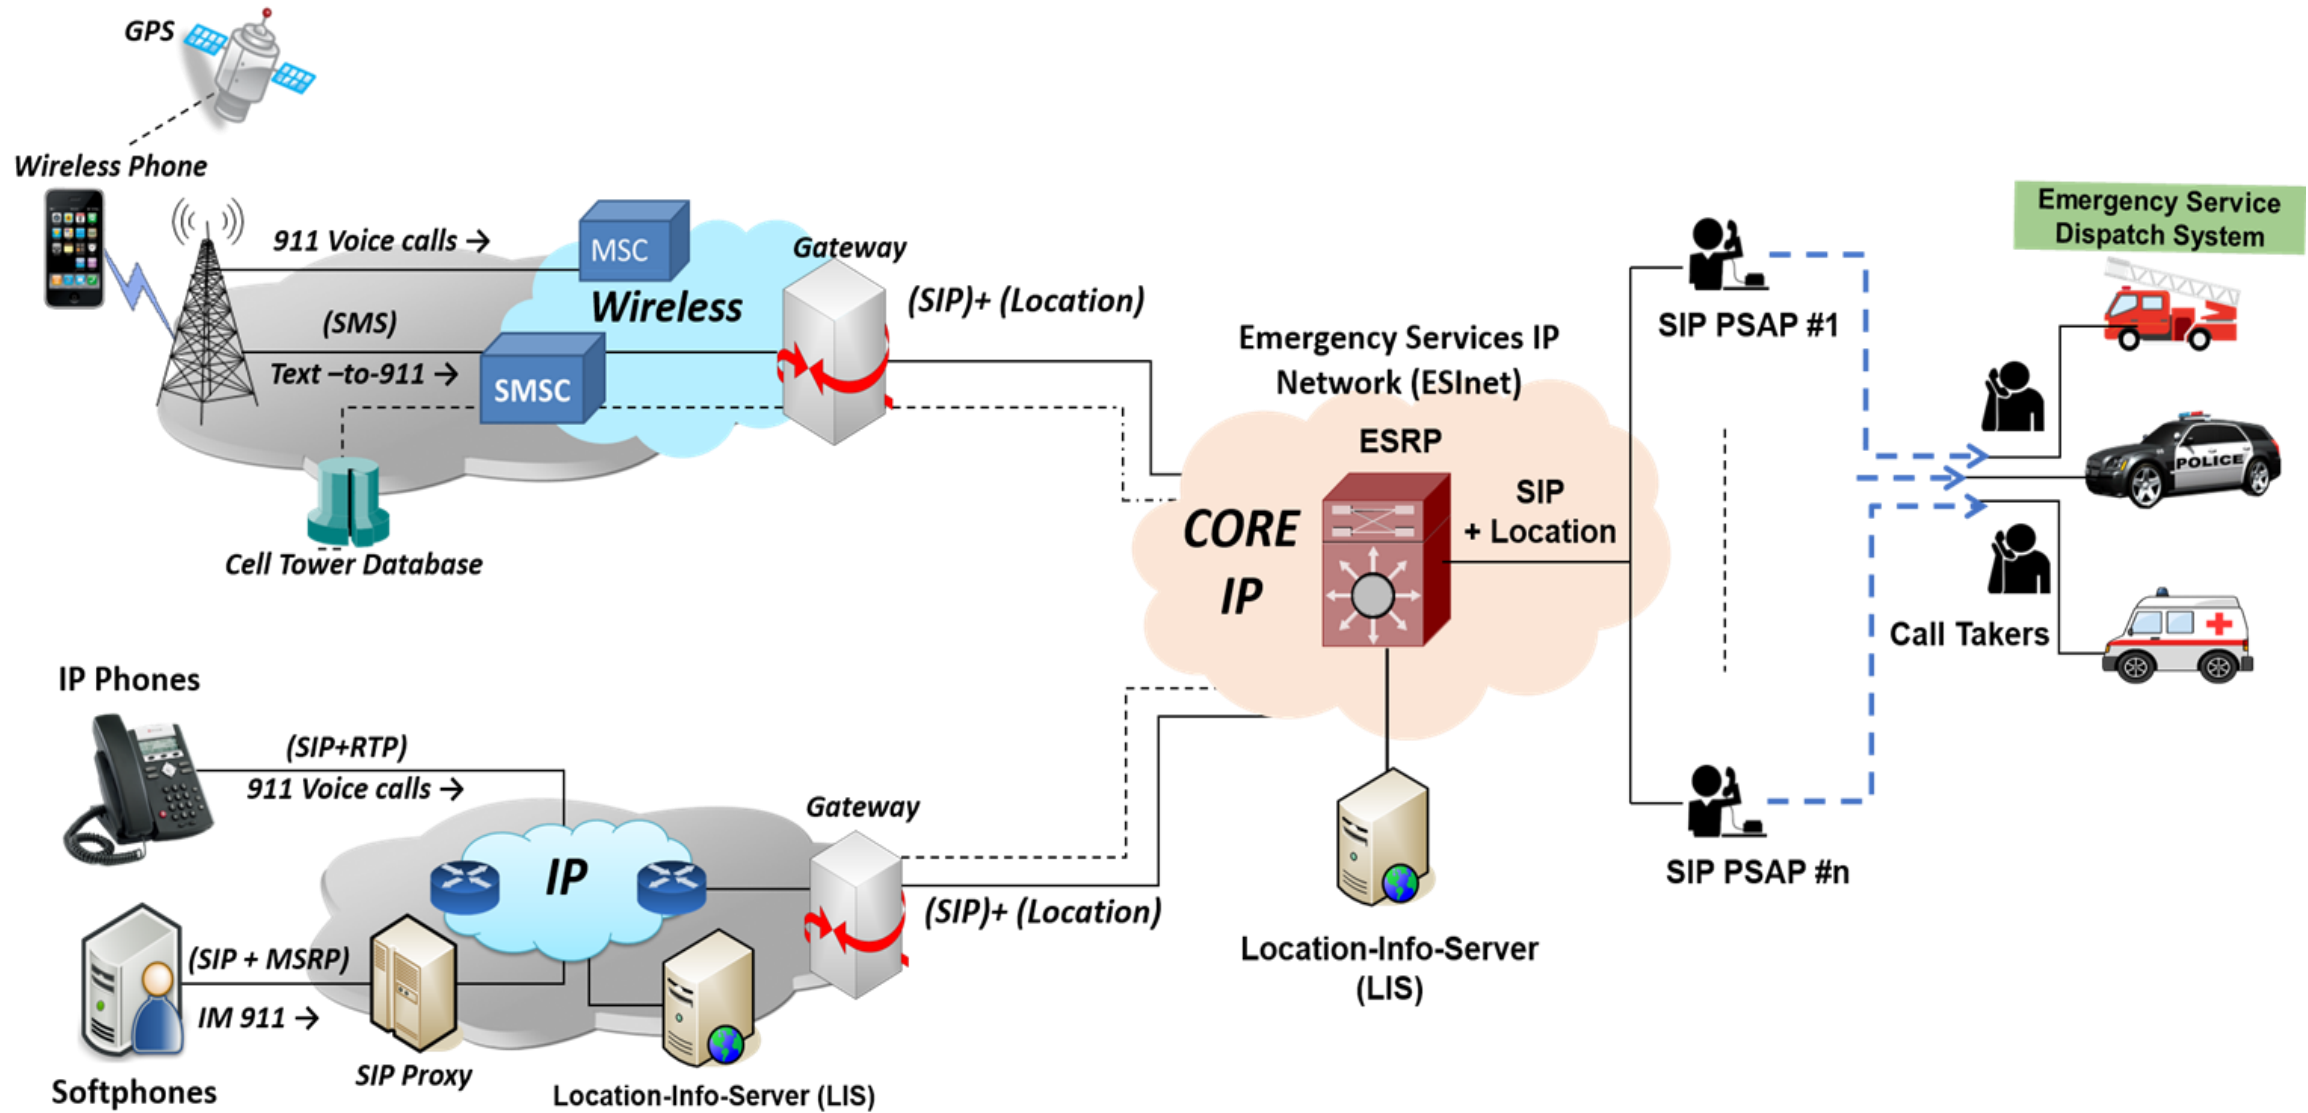 GPS
Wireless Phone
911 Voice calls →
MSC
Wireless
(SMS)
Text –to-911 →
SMSC
Gateway
(SIP)+ (Location)
Cell Tower Database
Emergency Services IP
Network (ESInet)
ESRP
CORE
IP
SIP
+ Location
SIP PSAP #1
Emergency Service
Dispatch System
POLICE
Call Takers
SIP PSAP #n
IP Phones
(SIP+RTP)
911 Voice calls →
IP
Gateway
(SIP)+ (Location)
(SIP + MSRP)
IM 911 →
Softphones
SIP Proxy
Location-Info-Server (LIS)
Location-Info-Server
(LIS)